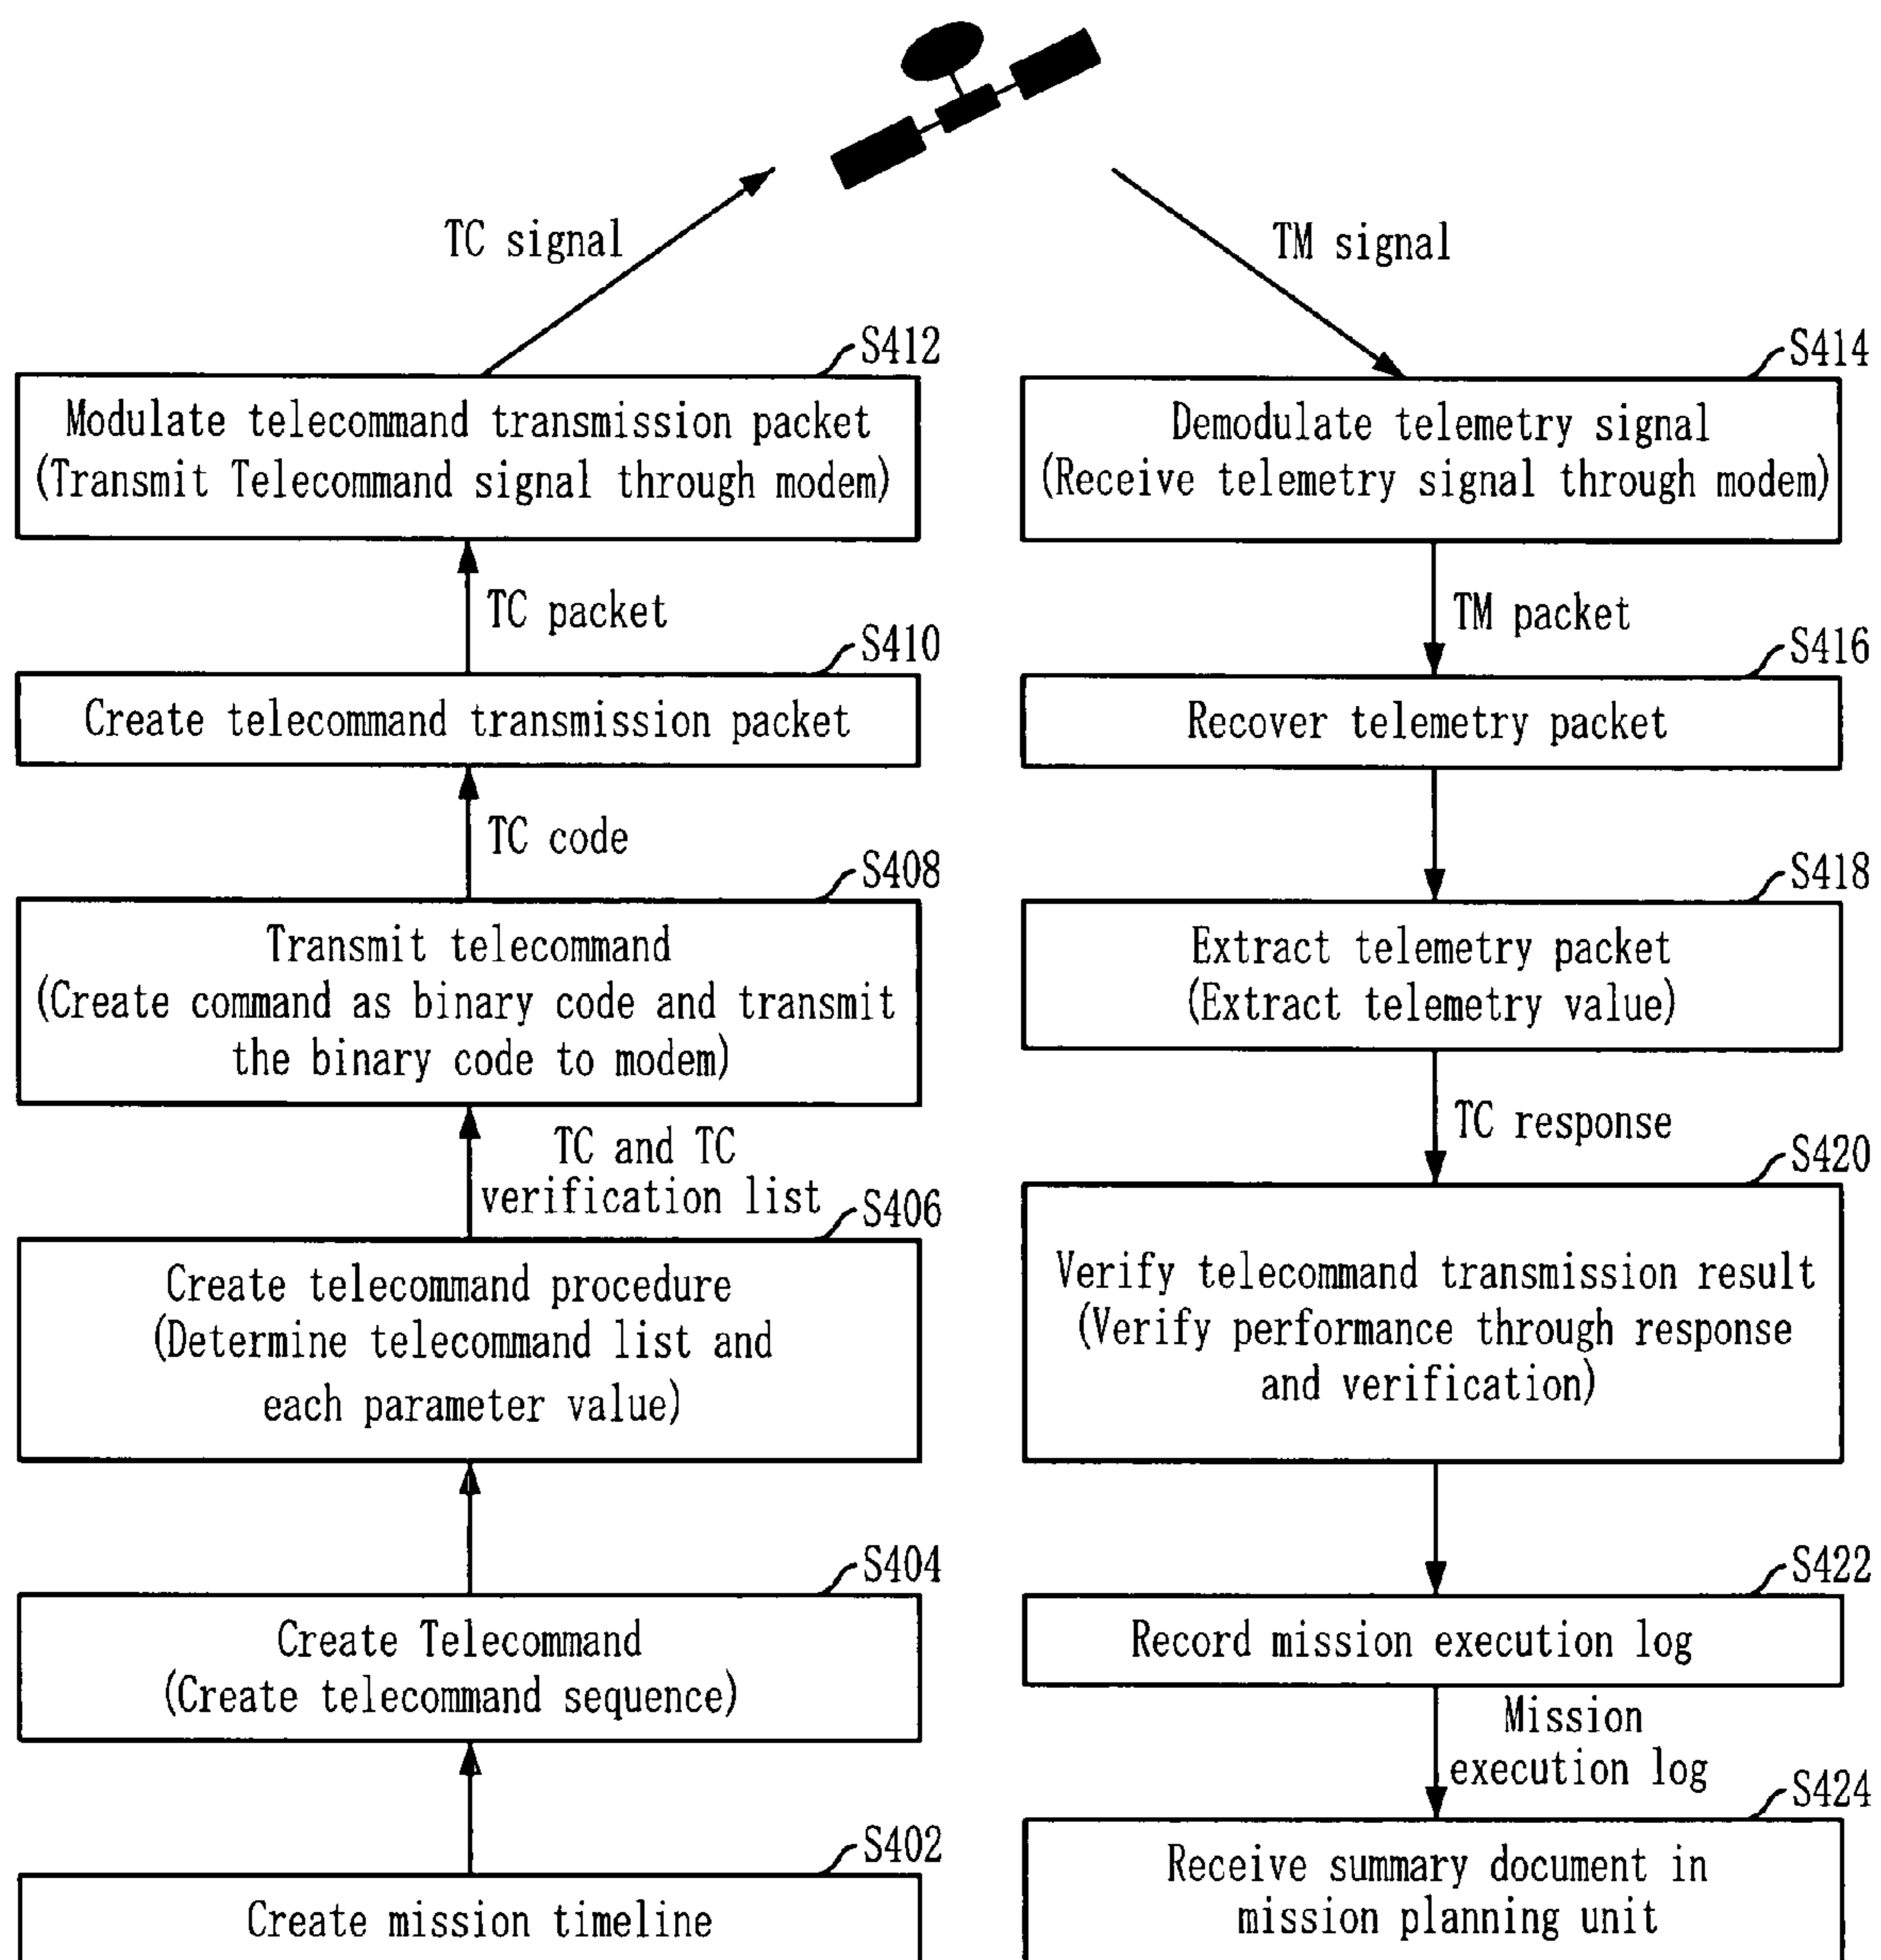 TC signal
TM signal
S412
Modulate telecommand transmission packet
(Transmit Telecommand signal through modem)
TC packet
S410
Create telecommand transmission packet
TC code
S408
Transmit telecommand
(Create command as binary code and transmit
the binary code to modem)
TC and TC
verification list
S406
Create telecommand procedure
(Determine telecommand list and
each parameter value)
S404
Create Telecommand
(Create telecommand sequence)
S402
Create mission timeline
S414
Demodulate telemetry signal
(Receive telemetry signal through modem)
TM packet
S416
Recover telemetry packet
S418
Extract telemetry packet
(Extract telemetry value)
TC response
S420
Verify telecommand transmission result
(Verify performance through response
and verification)
S422
Record mission execution log
Mission
execution log
S424
Receive summary document in
mission planning unit